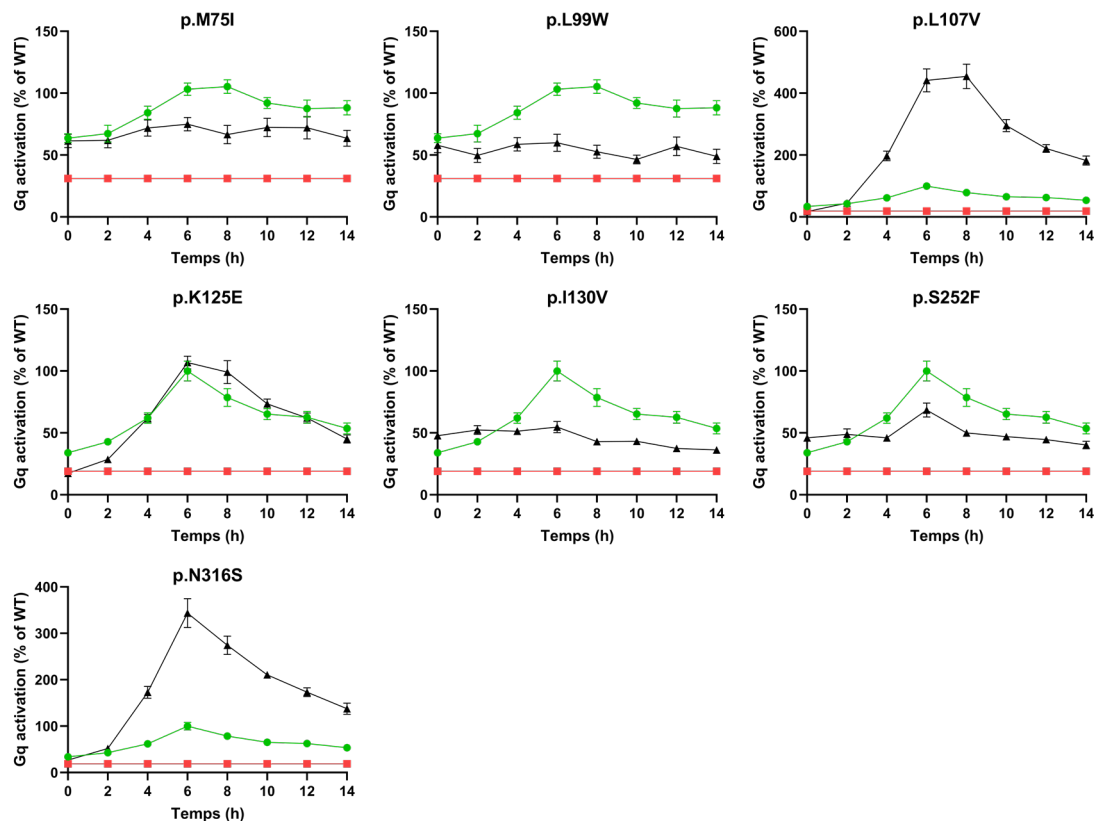 p.M75I
Gq activation (% of WT)
150
100
50
0
0 2 4 6 8 10 12 14
Temps (h)
p.L99W
Gq activation (% of WT)
150
100
50
0
0 2 4 6 8 10 12 14
Temps (h)
p.L107V
Gq activation (% of WT)
600
400
200
0
0 2 4 6 8 10 12 14
Temps (h)
p.K125E
Gq activation (% of WT)
150
100
50
0
0 2 4 6 8 10 12 14
Temps (h)
p.I130V
Gq activation (% of WT)
150
100
50
0
0 2 4 6 8 10 12 14
Temps (h)
p.S252F
Gq activation (% of WT)
150
100
50
0
0 2 4 6 8 10 12 14
Temps (h)
p.N316S
Gq activation (% of WT)
400
300
200
100
0
0 2 4 6 8 10 12 14
Temps (h)